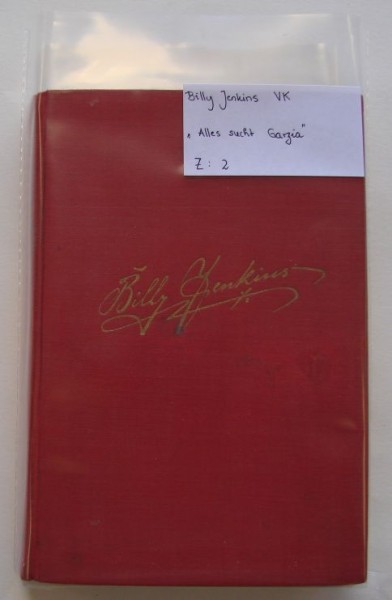 Billy Jenkins VK
"Alles sucht Garzia"
Z: 2
Billy Jenkins